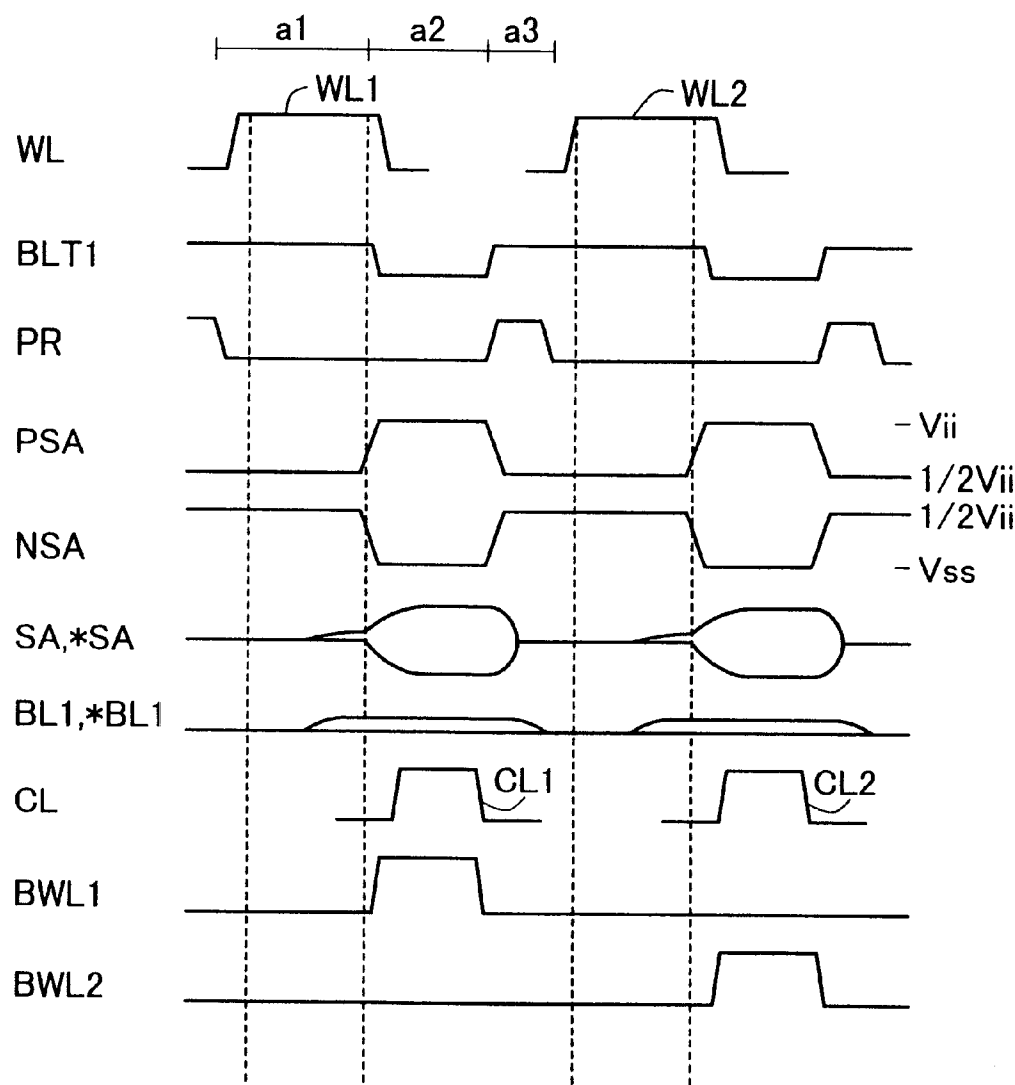 a1 a2 a3
WL1 WL2
WL
BLT1
PR
PSA
Vii
1/2Vii
1/2Vii
NSA
Vss
SA,*SA
BL1,*BL1
CL CL1 CL2
BWL1
BWL2